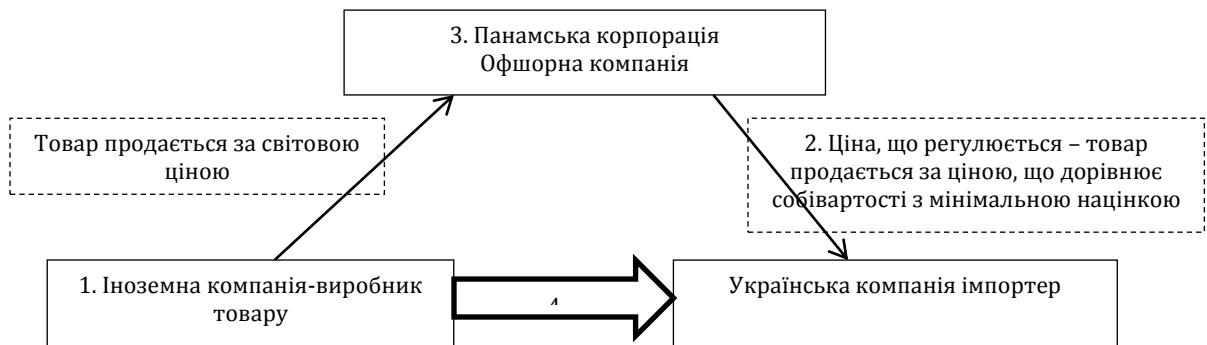 3. Панамська корпорація
Офшорна компанія
Товар продається за світовою
ціною
2. Ціна, що регулюється – товар
продається за ціною, що дорівнює
собівартості з мінімальною націнкою
1. Іноземна компанія-виробник
товару
Українська компанія імпортер